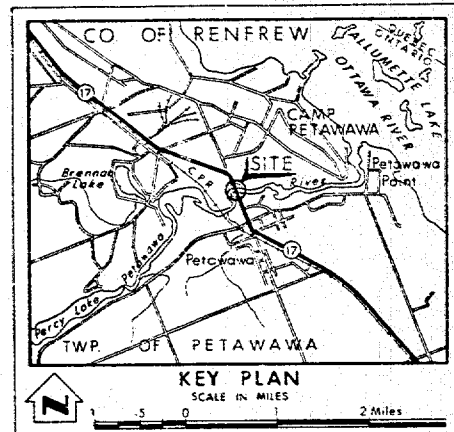 CO. OF RENFREW
QUEBEC
ONTARIO
ALLUMETTE LAKE
OTTAWA RIVER
17
CAMP
PETAWAWA
SITE
Petawawa
Point
Brennan
Lake
C.P.R.
River
Petawawa
17
Petawawa
Percy Lake
TWP. OF PETAWAWA
N
KEY PLAN
SCALE IN MILES
1 .5 0 1 2 Miles